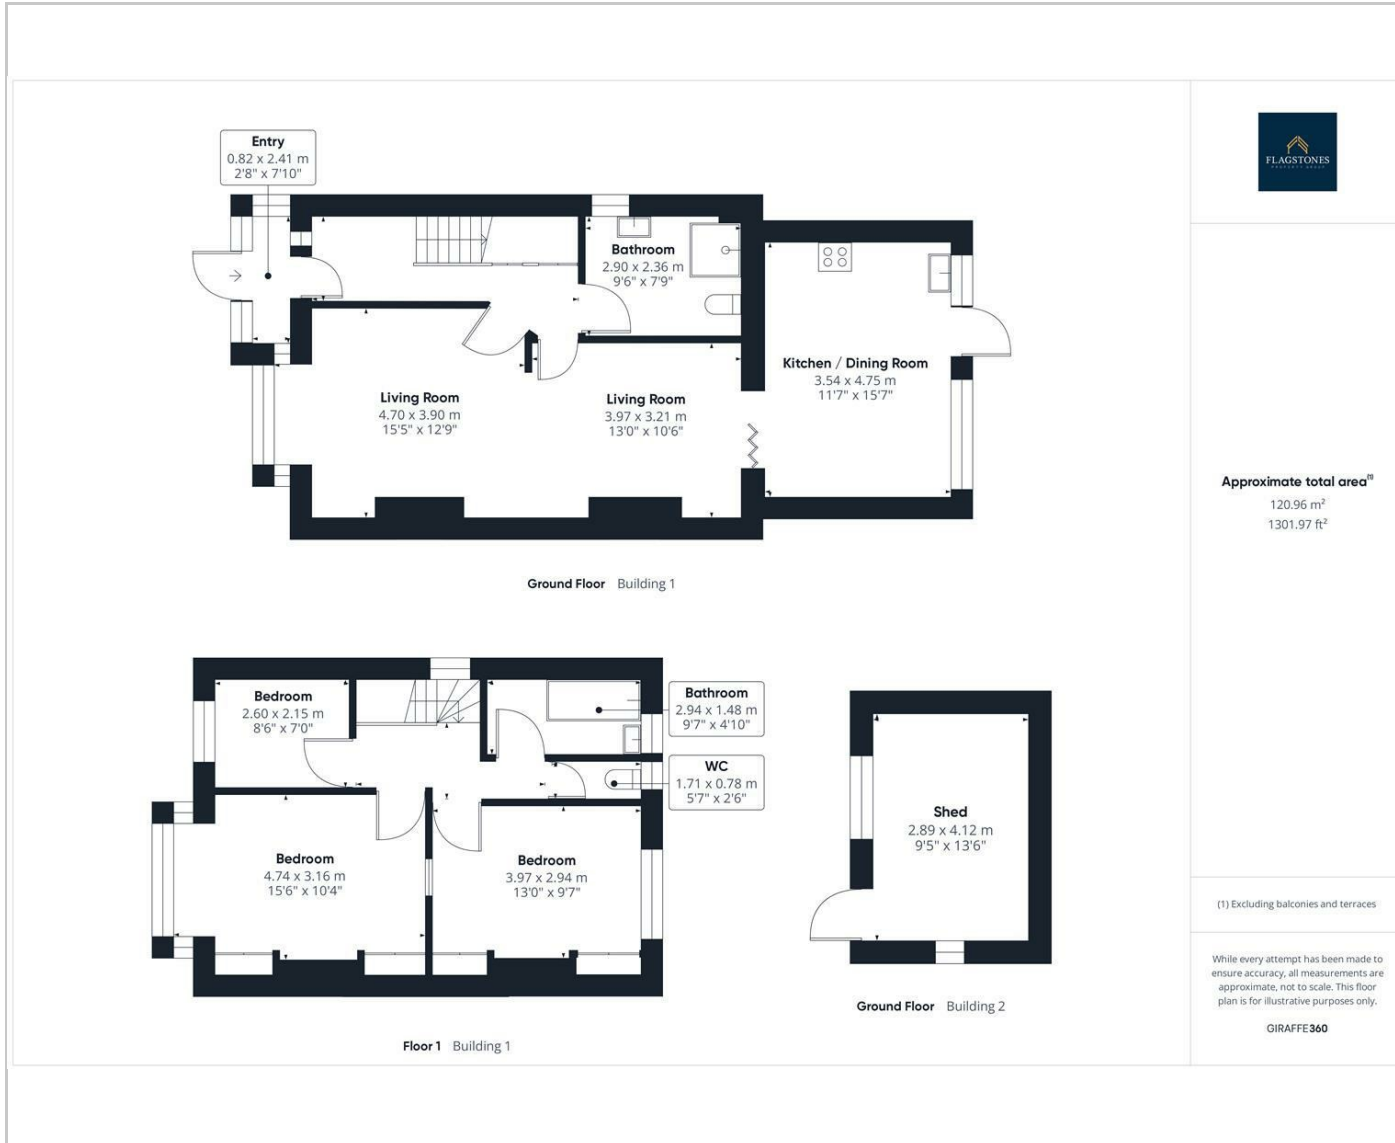 Entry
0.82 x 2.41 m
2'8" x 7'10"
Bathroom
2.90 x 2.36 m
9'6" x 7'9"
Kitchen / Dining Room
3.54 x 4.75 m
11'7" x 15'7"
Living Room
4.70 x 3.90 m
15'5" x 12'9"
Living Room
3.97 x 3.21 m
13'0" x 10'6"
Ground Floor Building 1
Bedroom
2.60 x 2.15 m
8'6" x 7'0"
Bathroom
2.94 x 1.48 m
9'7" x 4'10"
WC
1.71 x 0.78 m
5'7" x 2'6"
Bedroom
4.74 x 3.16 m
15'6" x 10'4"
Bedroom
3.97 x 2.94 m
13'0" x 9'7"
Floor 1 Building 1
Shed
2.89 x 4.12 m
9'5" x 13'6"
Ground Floor Building 2
FLAGSTONES
PROPERTY GROUP
Approximate total area(1)
120.96 m²
1301.97 ft²
(1) Excluding balconies and terraces
While every attempt has been made to
ensure accuracy, all measurements are
approximate, not to scale. This floor
plan is for illustrative purposes only.
GIRAFFE360